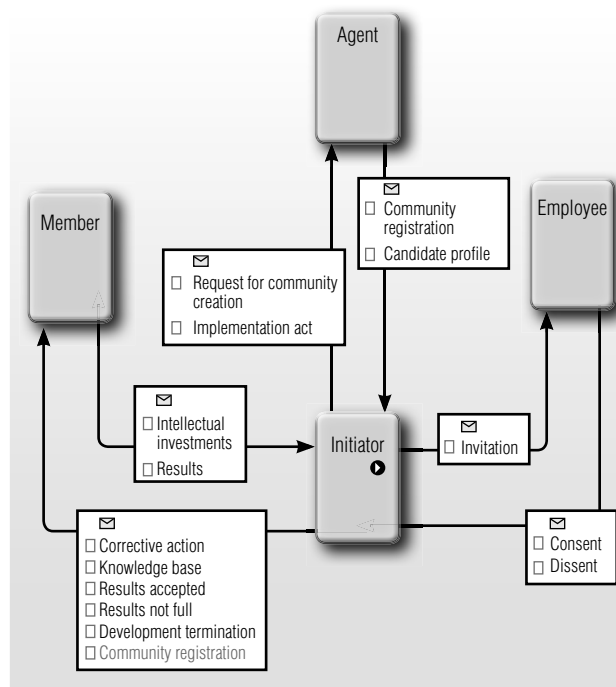 Agent
Member
Employee
Community
registration
Candidate profile
Request for community
creation
Implementation act
Intellectual
investments
Results
Initiator
Invitation
Corrective action
Knowledge base
Results accepted
Results not full
Development termination
Community registration
Consent
Dissent